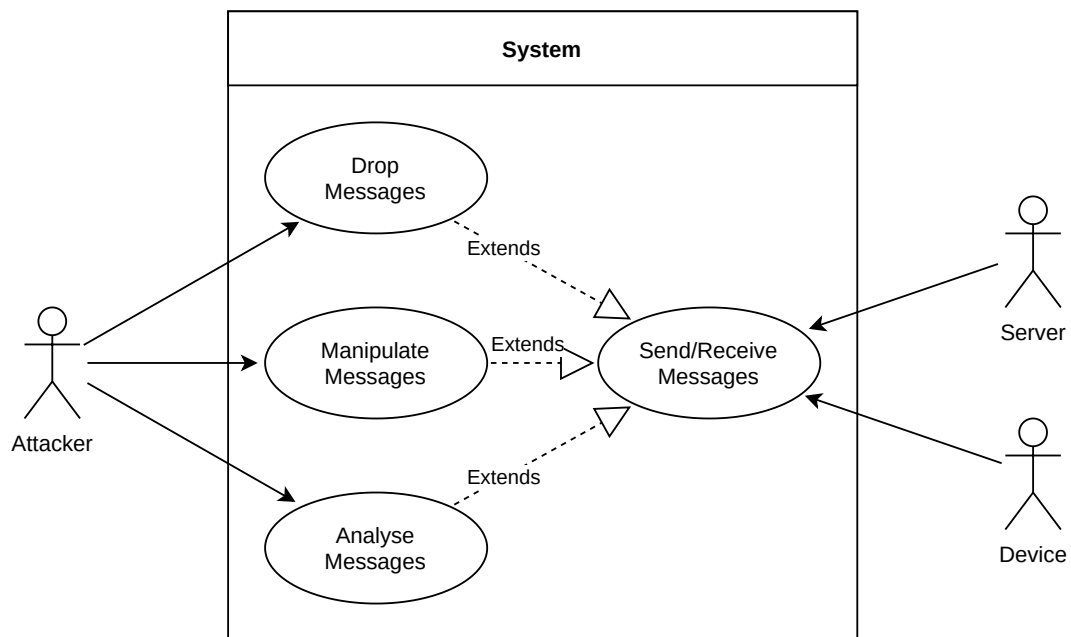 System
Drop
Messages
Extends
Manipulate
Messages
Extends
Send/Receive
Messages
Extends
Analyse
Messages
Attacker
Server
Device